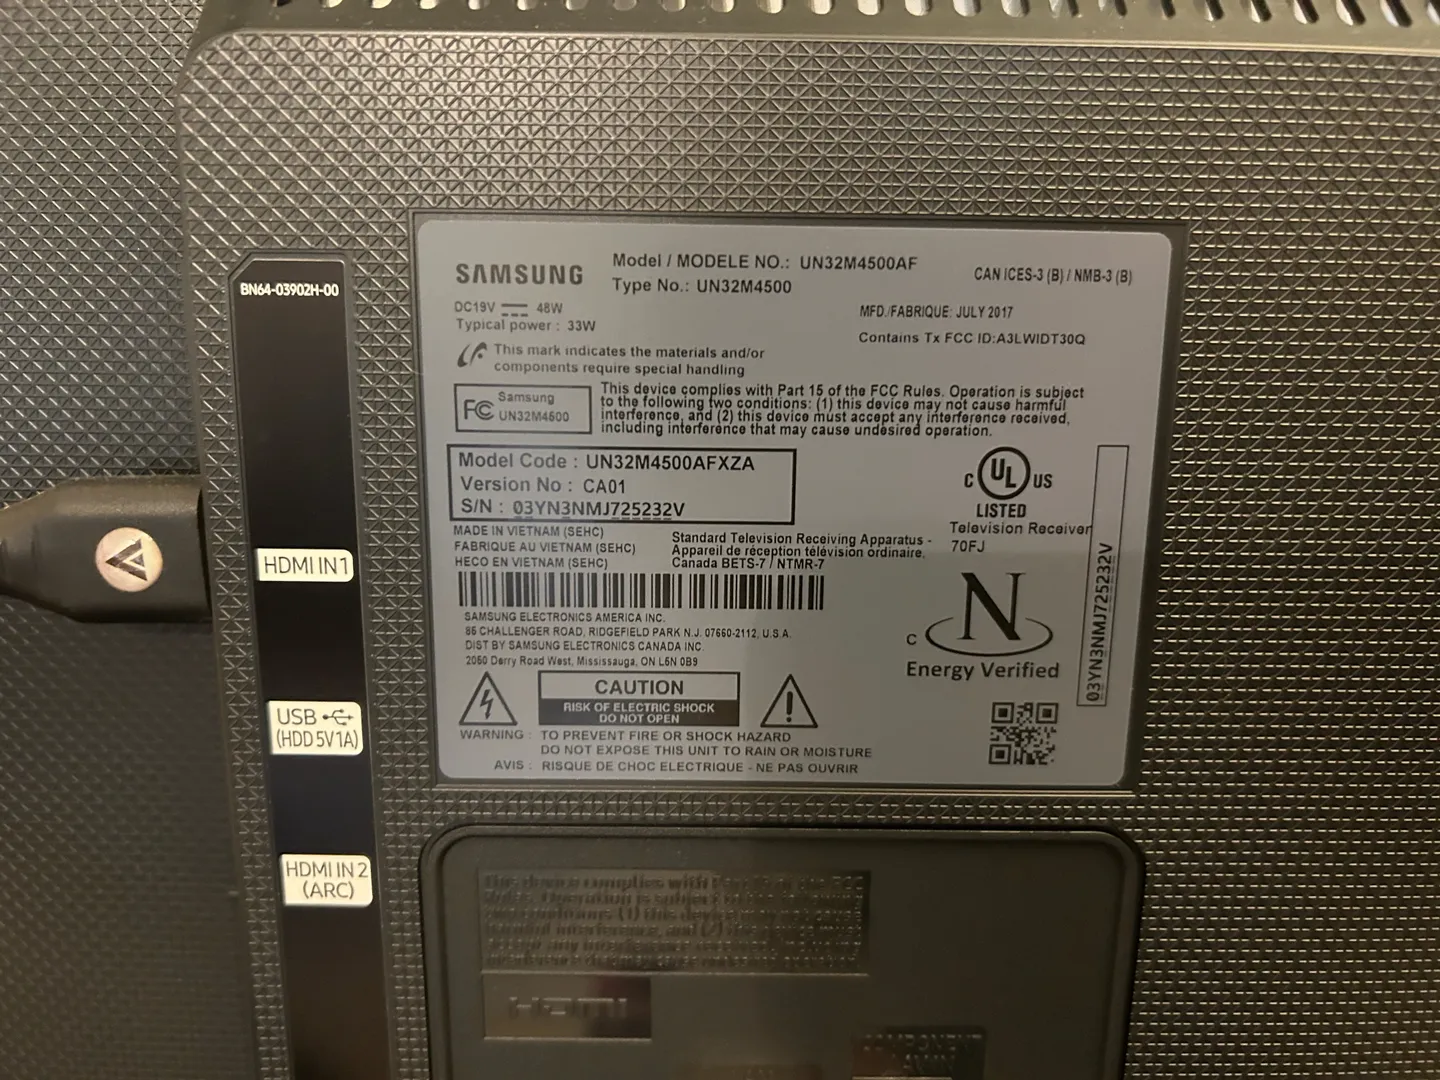 BN64-03902H-00
HDMI IN 1
USB
(HDD 5V 1A)
HDMI IN 2
(ARC)
SAMSUNG
Model / MODELE NO.: UN32M4500AF
Type No.: UN32M4500
CAN ICES-3 (B) / NMB-3 (B)
DC19V 48W
Typical power : 33W
MFD./FABRIQUE: JULY 2017
Contains Tx FCC ID:A3LWIDT30Q
This mark indicates the materials and/or
components require special handling
FC Samsung
UN32M4500
This device complies with Part 15 of the FCC Rules. Operation is subject
to the following two conditions: (1) this device may not cause harmful
interference, and (2) this device must accept any interference received,
including interference that may cause undesired operation.
Model Code : UN32M4500AFXZA
Version No : CA01
S/N : 03YN3NMJ725232V
C UL US
LISTED
Television Receiver
70FJ
MADE IN VIETNAM (SEHC)
FABRIQUE AU VIETNAM (SEHC)
HECO EN VIETNAM (SEHC)
Standard Television Receiving Apparatus -
Appareil de réception télévision ordinaire,
Canada BETS-7 / NTMR-7
SAMSUNG ELECTRONICS AMERICA INC.
85 CHALLENGER ROAD, RIDGEFIELD PARK N.J. 07660-2112, U.S.A.
DIST BY SAMSUNG ELECTRONICS CANADA INC.
2050 Derry Road West, Mississauga, ON L5N 0B9
C N
Energy Verified
03YN3NMJ725232V
CAUTION
RISK OF ELECTRIC SHOCK
DO NOT OPEN
WARNING : TO PREVENT FIRE OR SHOCK HAZARD
DO NOT EXPOSE THIS UNIT TO RAIN OR MOISTURE
AVIS : RISQUE DE CHOC ELECTRIQUE - NE PAS OUVRIR
HDMI